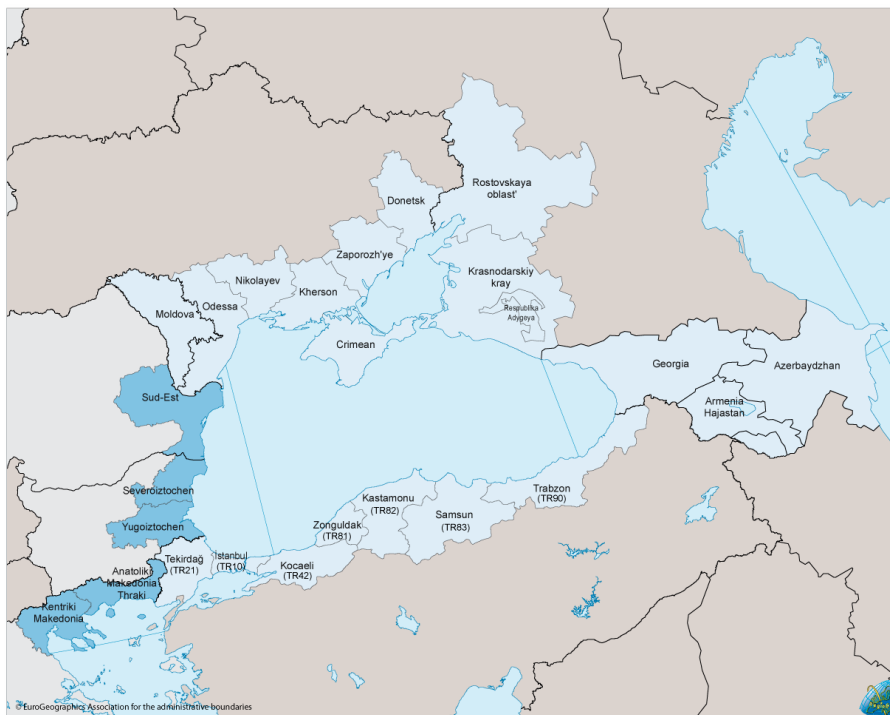 Rostovskaya
oblast'
Donetsk
Zaporozh'ye
Krasnodarskiy
kray
Nikolayev
Kherson
Odessa
Moldova
Respublika
Adygeya
Crimean
Georgia
Azerbaydzhan
Sud-Est
Armenia
Hajastan
Severoiztochen
Trabzon
(TR90)
Kastamonu
(TR82)
Samsun
(TR83)
Yugoiztochen
Zonguldak
(TR81)
Tekirdağ
(TR21)
Istanbul
(TR10)
Kocaeli
(TR42)
Anatoliki
Makedonia
Thraki
Kentriki
Makedonia
© EuroGeographics Association for the administrative boundaries